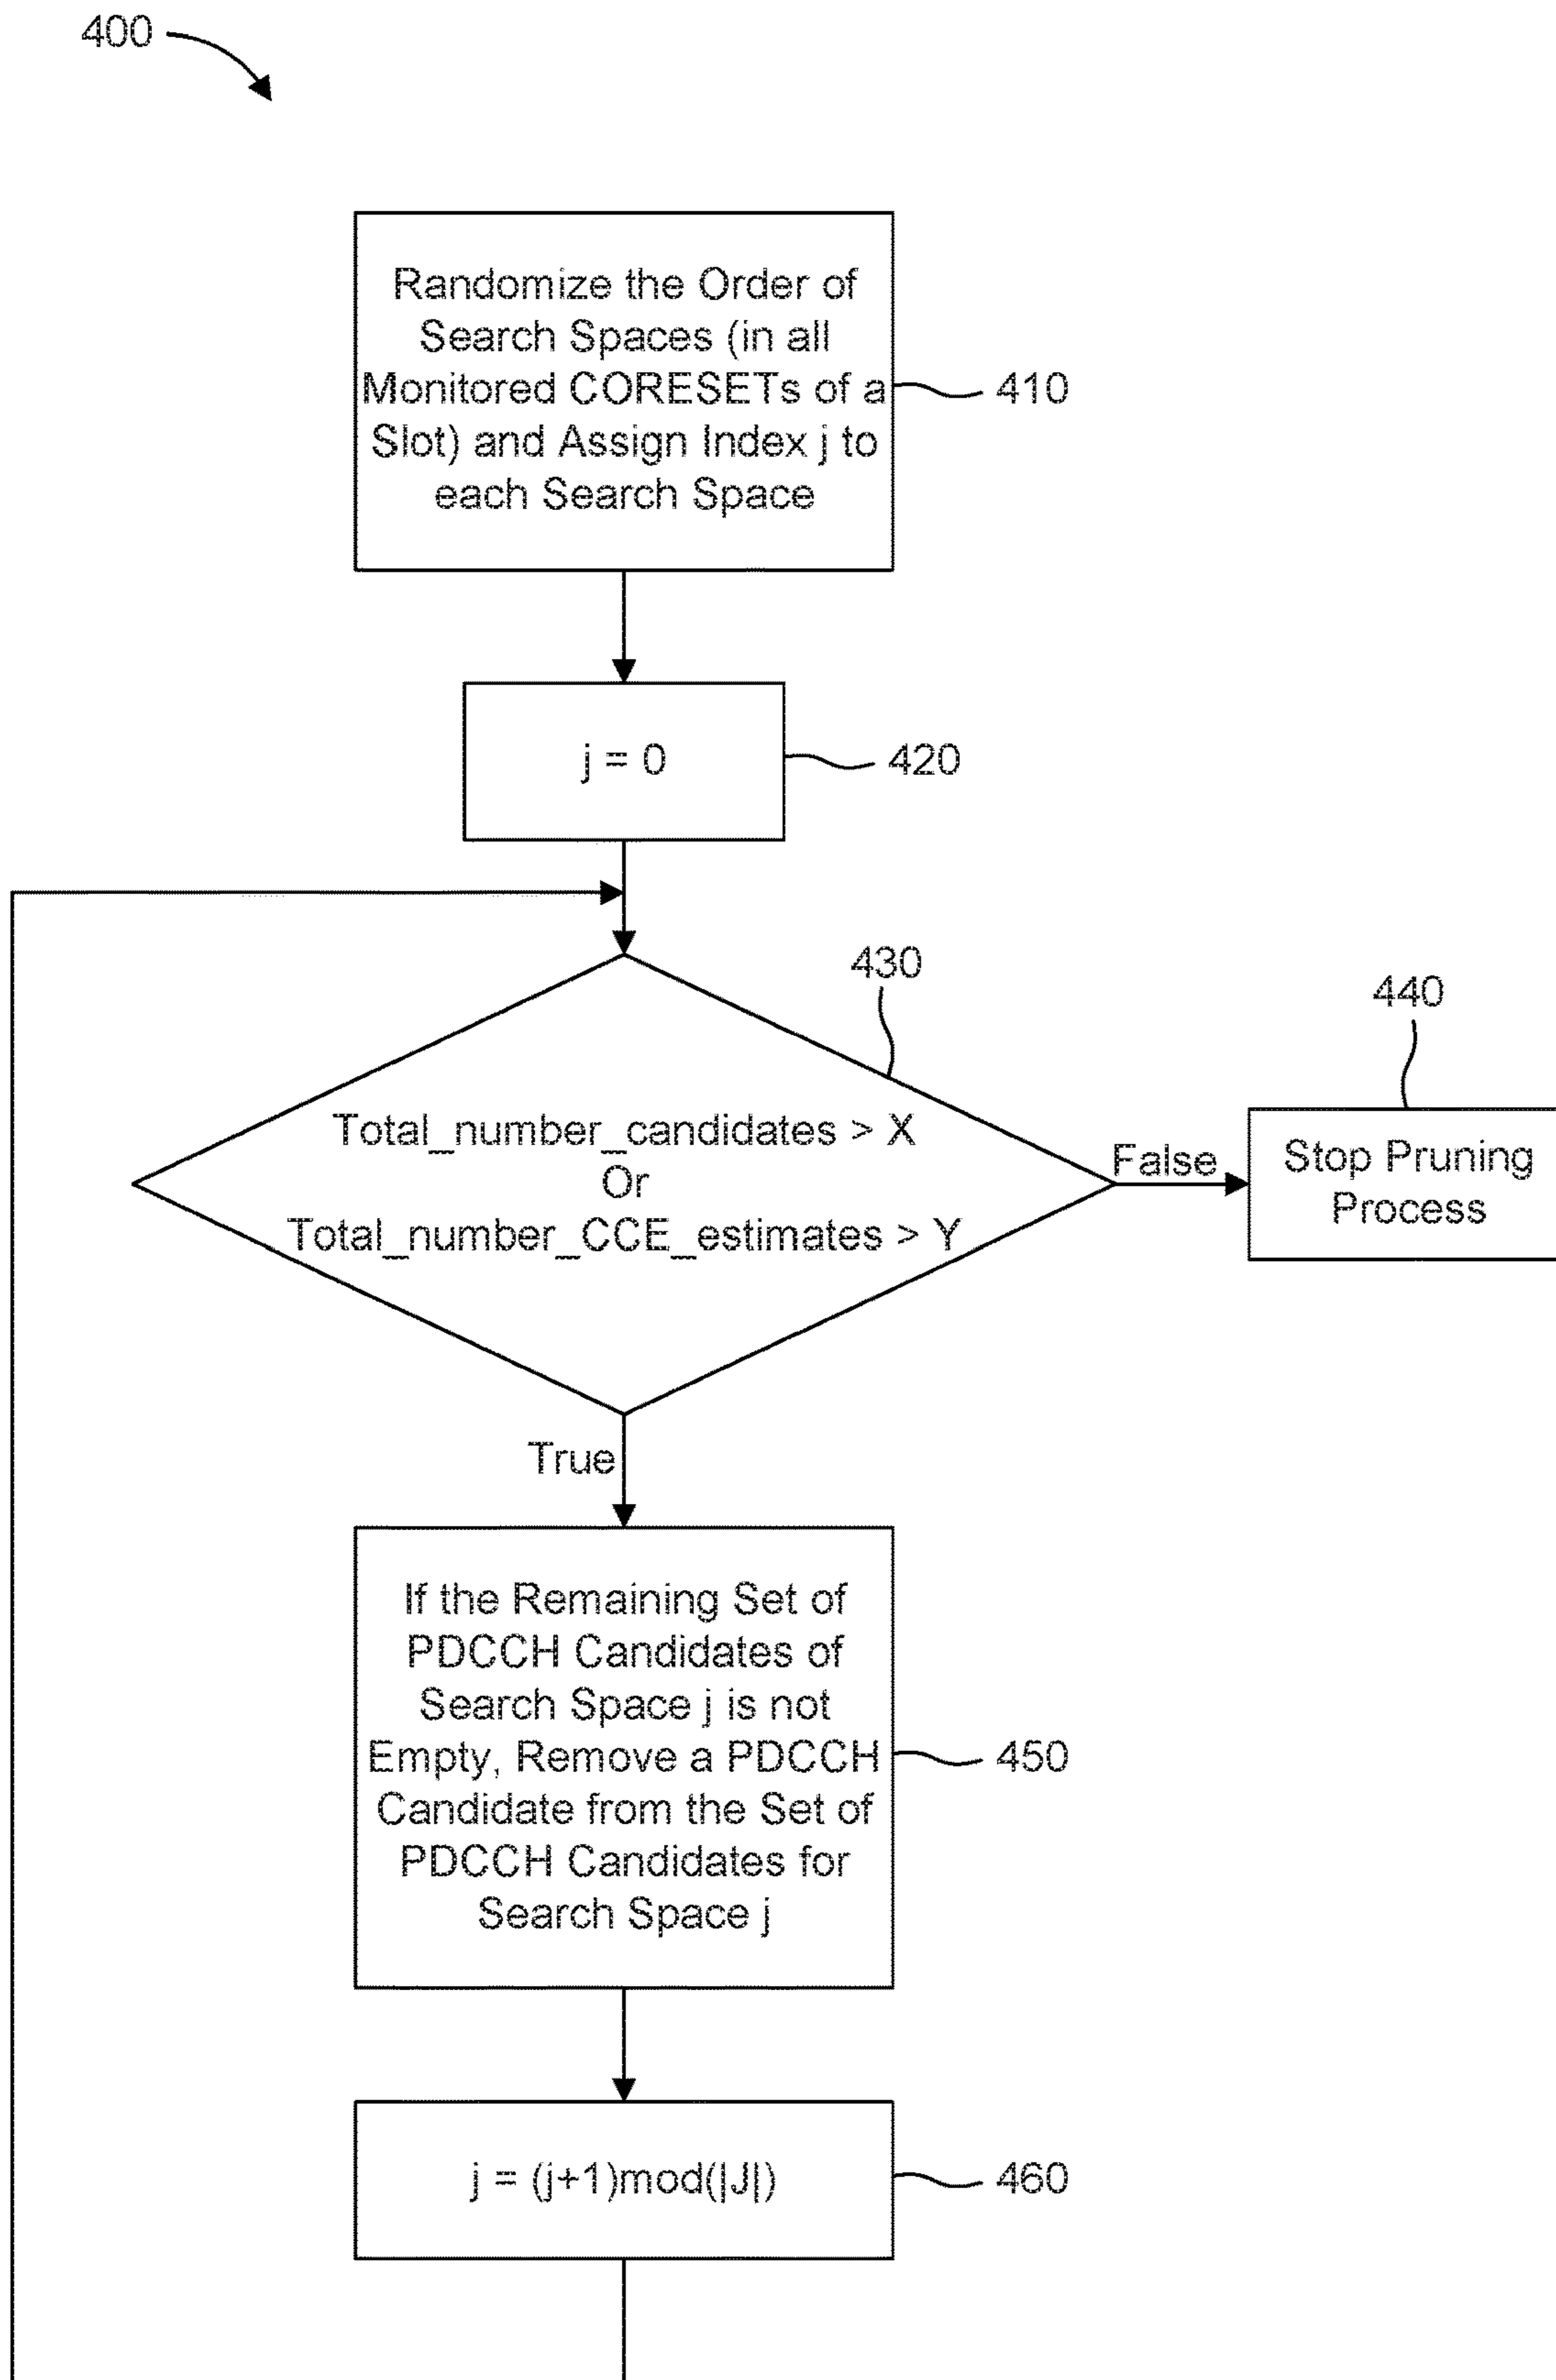 400
Randomize the Order of
Search Spaces (in all
Monitored CORESETs of a
Slot) and Assign Index j to
each Search Space
410
j = 0
420
430
440
Total_number_candidates > X
Or
Total_number_CCE_estimates > Y
False
Stop Pruning
Process
True
If the Remaining Set of
PDCCH Candidates of
Search Space j is not
Empty, Remove a PDCCH
Candidate from the Set of
PDCCH Candidates for
Search Space j
450
j = (j+1)mod(|J|)
460